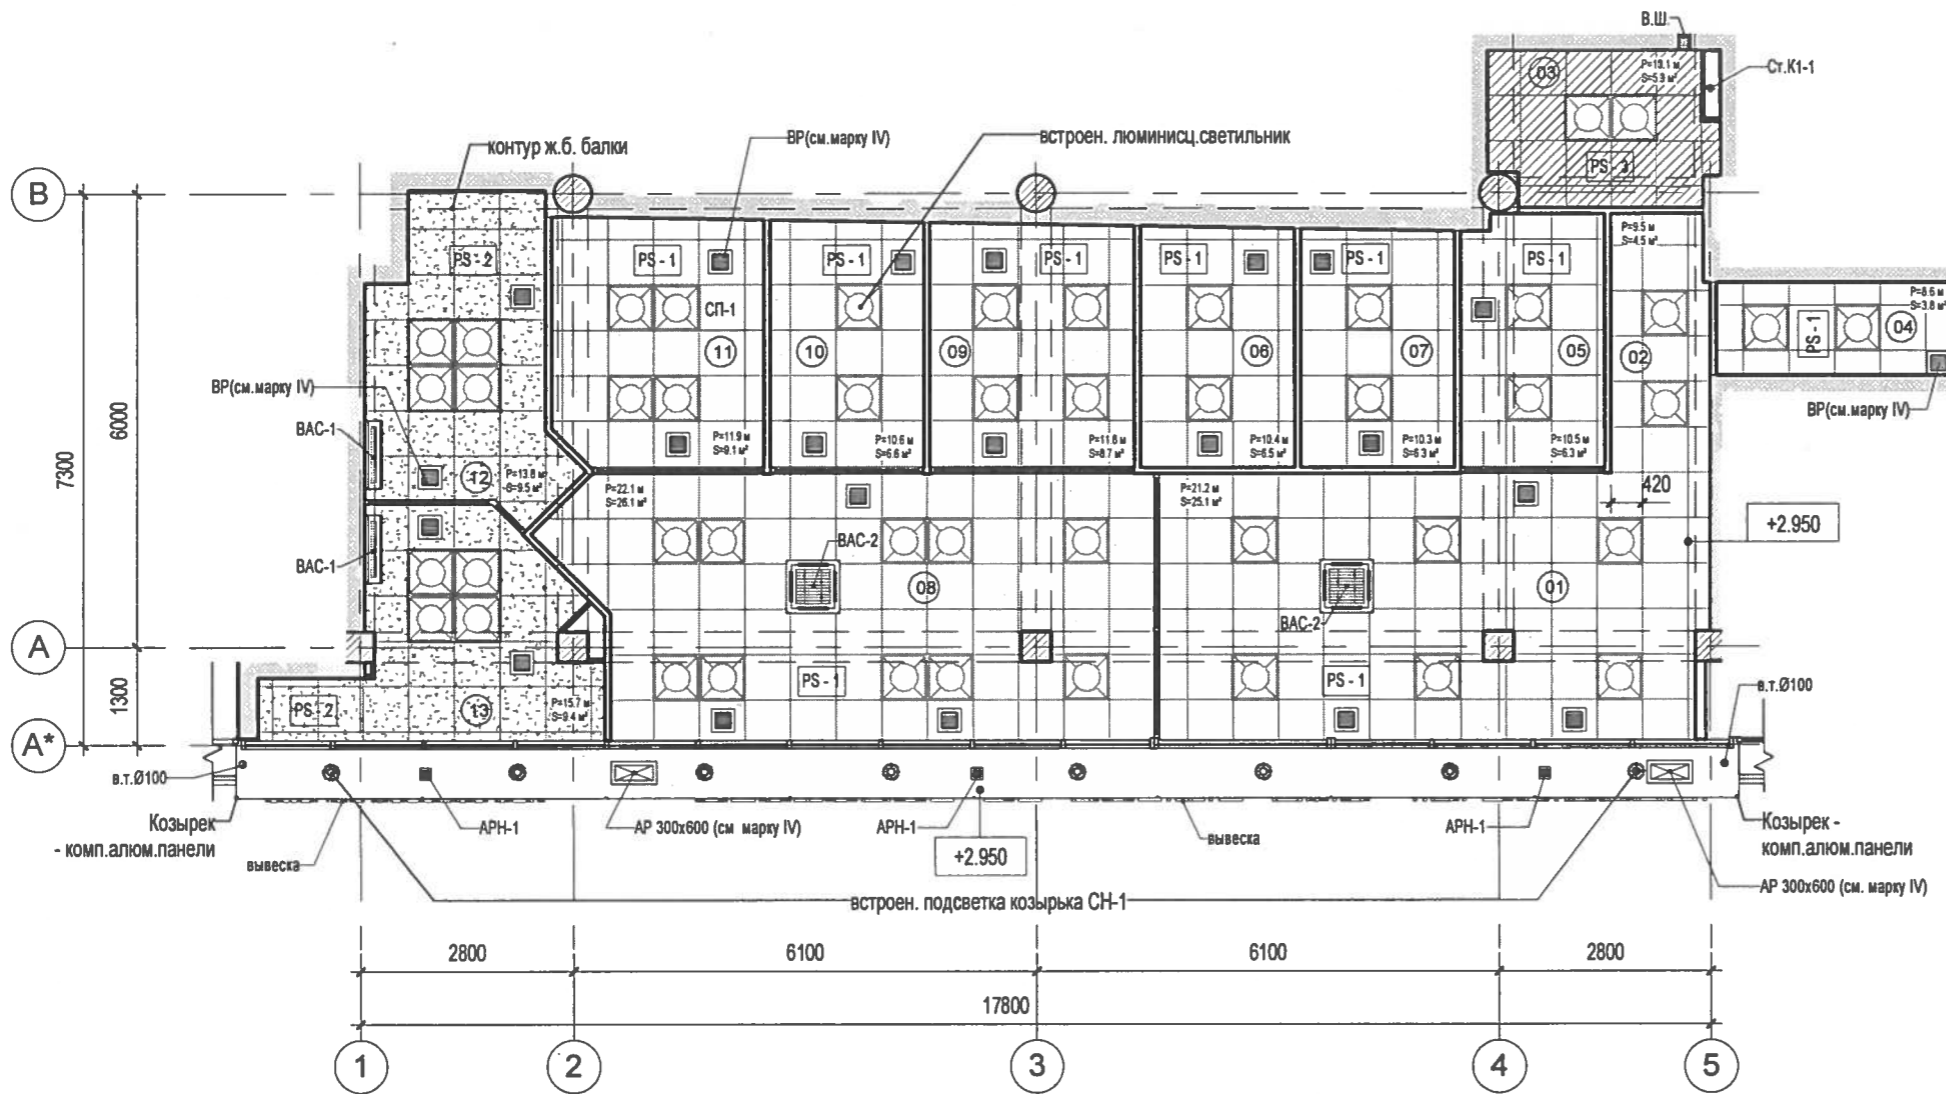 В.Ш.
Ст.К1-1
03
P=19.1 м
S=5.9 м²
PS - 3
контур ж.б. балки
ВР(см.марку IV)
встроен. люминисц.светильник
В
PS - 2
PS - 1
PS - 1
PS - 1
PS - 1
PS - 1
PS - 1
P=9.5 м
S=4.5 м²
СП-1
11
10
09
06
07
05
02
PS - 1
04
P=8.6 м
S=3.8 м²
ВР(см.марку IV)
ВР(см.марку IV)
ВАС-1
12
P=13.8 м
S=9.5 м²
P=11.9 м
S=9.1 м²
P=10.6 м
S=6.6 м²
P=11.6 м
S=8.7 м²
P=10.4 м
S=6.5 м²
P=10.3 м
S=6.3 м²
P=10.5 м
S=6.3 м²
6000
7300
P=22.1 м
S=26.1 м²
P=21.2 м
S=25.1 м²
420
+2.950
ВАС-1
ВАС-2
08
ВАС-2
01
А
1300
PS - 2
13
P=15.7 м
S=9.4 м²
PS - 1
PS - 1
в.т.Ø100
А*
в.т.Ø100
Козырек
- комп.алюм.панели
вывеска
АРН-1
АР 300х600 (см марку IV)
АРН-1
+2.950
вывеска
АРН-1
Козырек -
комп.алюм.панели
АР 300х600 (см. марку IV)
встроен. подсветка козырька СН-1
2800
6100
6100
2800
17800
1
2
3
4
5